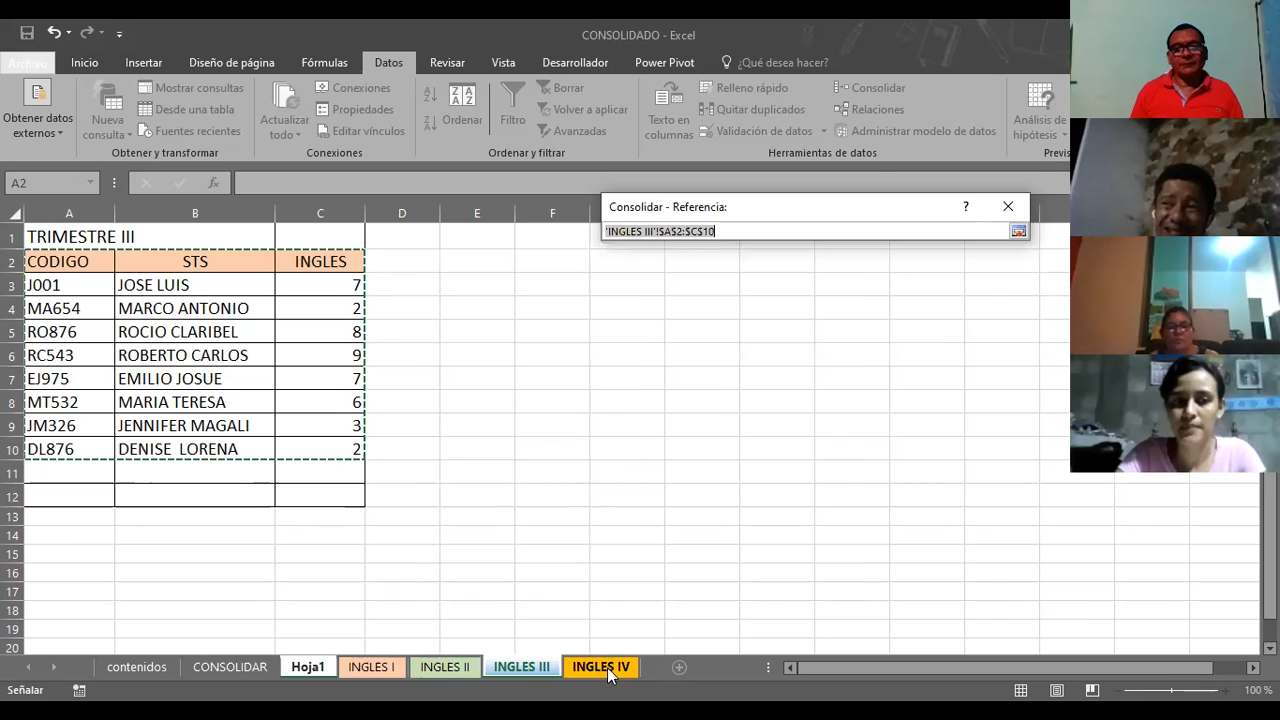 CONSOLIDADO - Excel
Archivo Inicio Insertar Diseño de página Fórmulas Datos Revisar Vista Desarrollador Power Pivot ¿Qué desea hacer?
Obtener datos externos
Nueva consulta
Mostrar consultas
Desde una tabla
Fuentes recientes
Obtener y transformar
Actualizar todo
Conexiones
Propiedades
Editar vínculos
Conexiones
Ordenar
Filtro
Borrar
Volver a aplicar
Avanzadas
Ordenar y filtrar
Texto en columnas
Relleno rápido
Quitar duplicados
Validación de datos
Consolidar
Relaciones
Administrar modelo de datos
Herramientas de datos
Análisis de hipótesis
Previs
A2 fx
Consolidar - Referencia: ?
'INGLES III'!$A$2:$C$10
A B C D E F
1 TRIMESTRE III
2 CODIGO STS INGLES
3 J001 JOSE LUIS 7
4 MA654 MARCO ANTONIO 2
5 RO876 ROCIO CLARIBEL 8
6 RC543 ROBERTO CARLOS 9
7 EJ975 EMILIO JOSUE 7
8 MT532 MARIA TERESA 6
9 JM326 JENNIFER MAGALI 3
10 DL876 DENISE LORENA 2
11
12
13
14
15
16
17
18
19
20
contenidos CONSOLIDAR Hoja1 INGLES I INGLES II INGLES III INGLES IV
Señalar 100 %